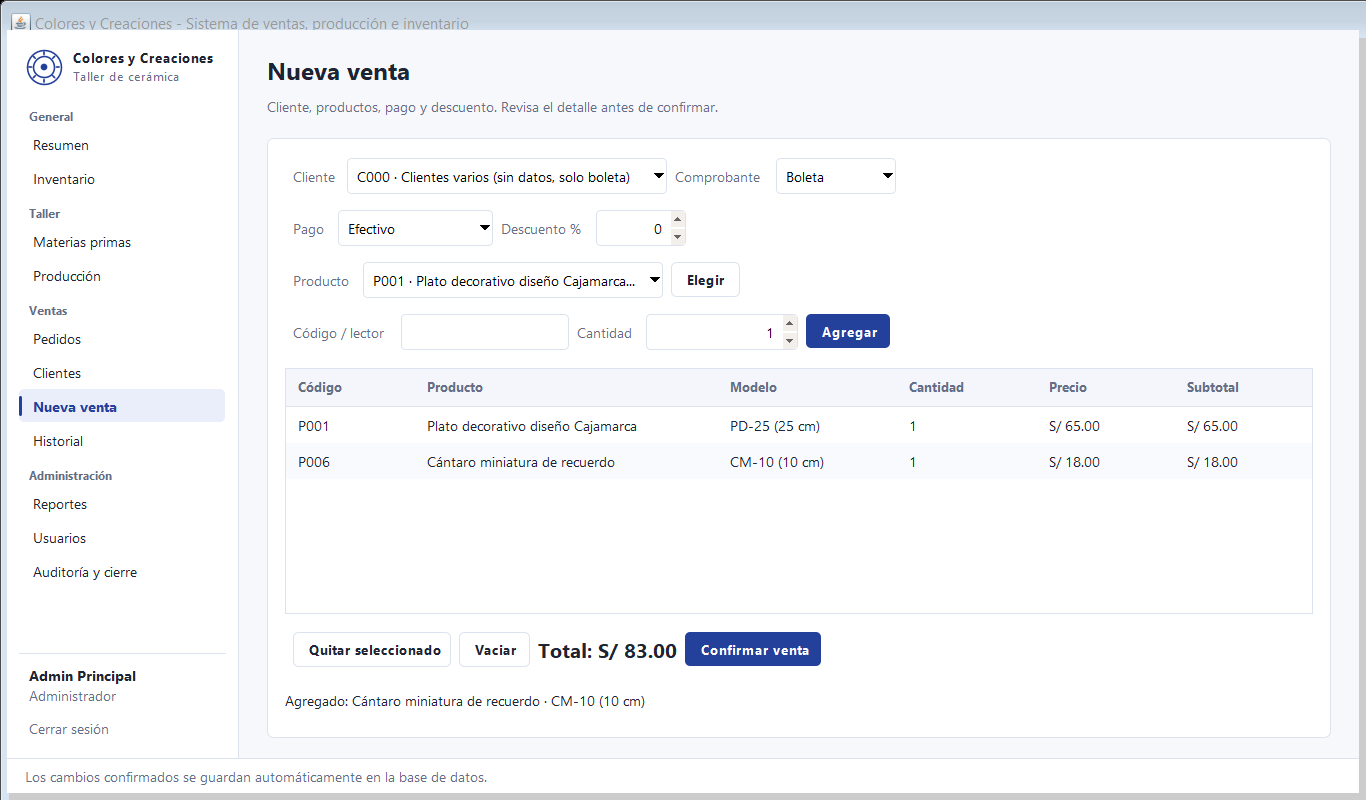 Colores y Creaciones - Sistema de ventas, producción e inventario
Colores y Creaciones
Taller de cerámica
General
Resumen
Inventario
Taller
Materias primas
Producción
Ventas
Pedidos
Clientes
Nueva venta
Historial
Administración
Reportes
Usuarios
Auditoría y cierre
Admin Principal
Administrador
Cerrar sesión
Nueva venta
Cliente, productos, pago y descuento. Revisa el detalle antes de confirmar.
Cliente C000 · Clientes varios (sin datos, solo boleta) Comprobante Boleta
Pago Efectivo Descuento % 0
Producto P001 · Plato decorativo diseño Cajamarca... Elegir
Código / lector Cantidad 1 Agregar
Código Producto Modelo Cantidad Precio Subtotal
P001 Plato decorativo diseño Cajamarca PD-25 (25 cm) 1 S/ 65.00 S/ 65.00
P006 Cántaro miniatura de recuerdo CM-10 (10 cm) 1 S/ 18.00 S/ 18.00
Quitar seleccionado Vaciar Total: S/ 83.00 Confirmar venta
Agregado: Cántaro miniatura de recuerdo · CM-10 (10 cm)
Los cambios confirmados se guardan automáticamente en la base de datos.